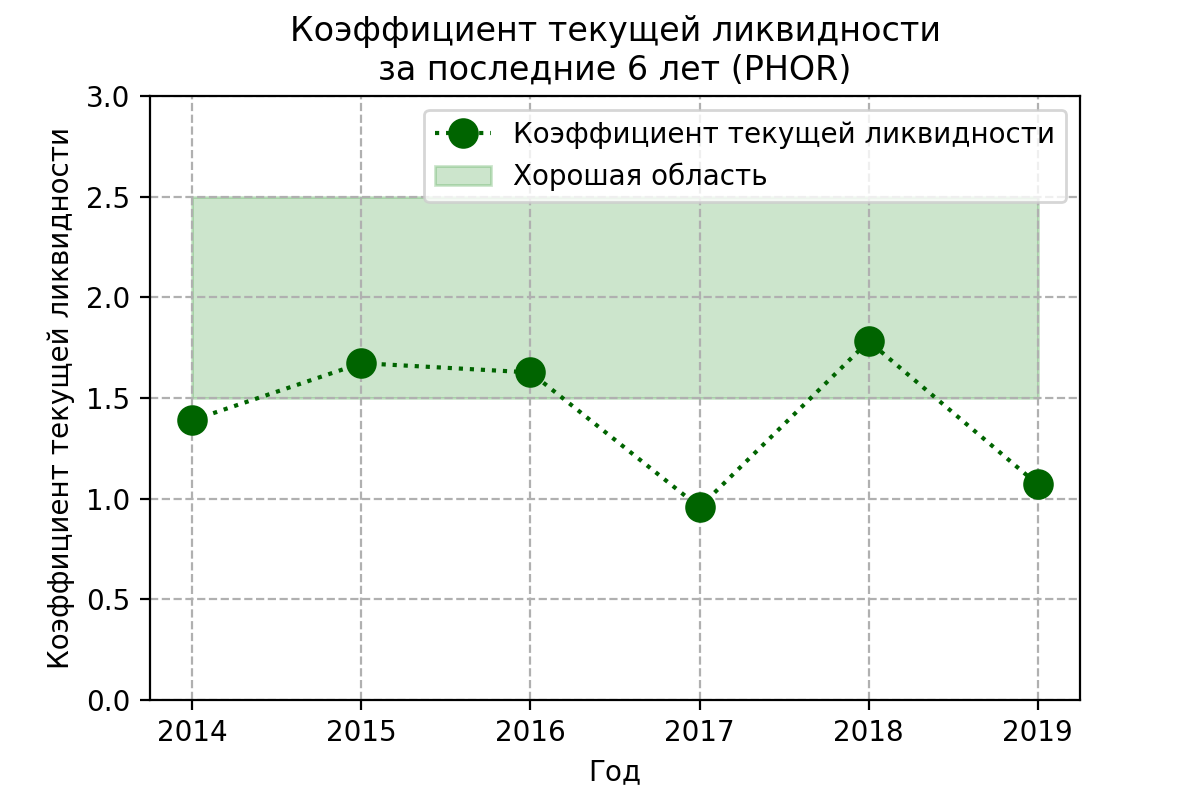 Коэффициент текущей ликвидности
за последние 6 лет (PHOR)
Коэффициент текущей ликвидности
3.0
2.5
2.0
1.5
1.0
0.5
0.0
Коэффициент текущей ликвидности
Хорошая область
2014 2015 2016 2017 2018 2019
Год